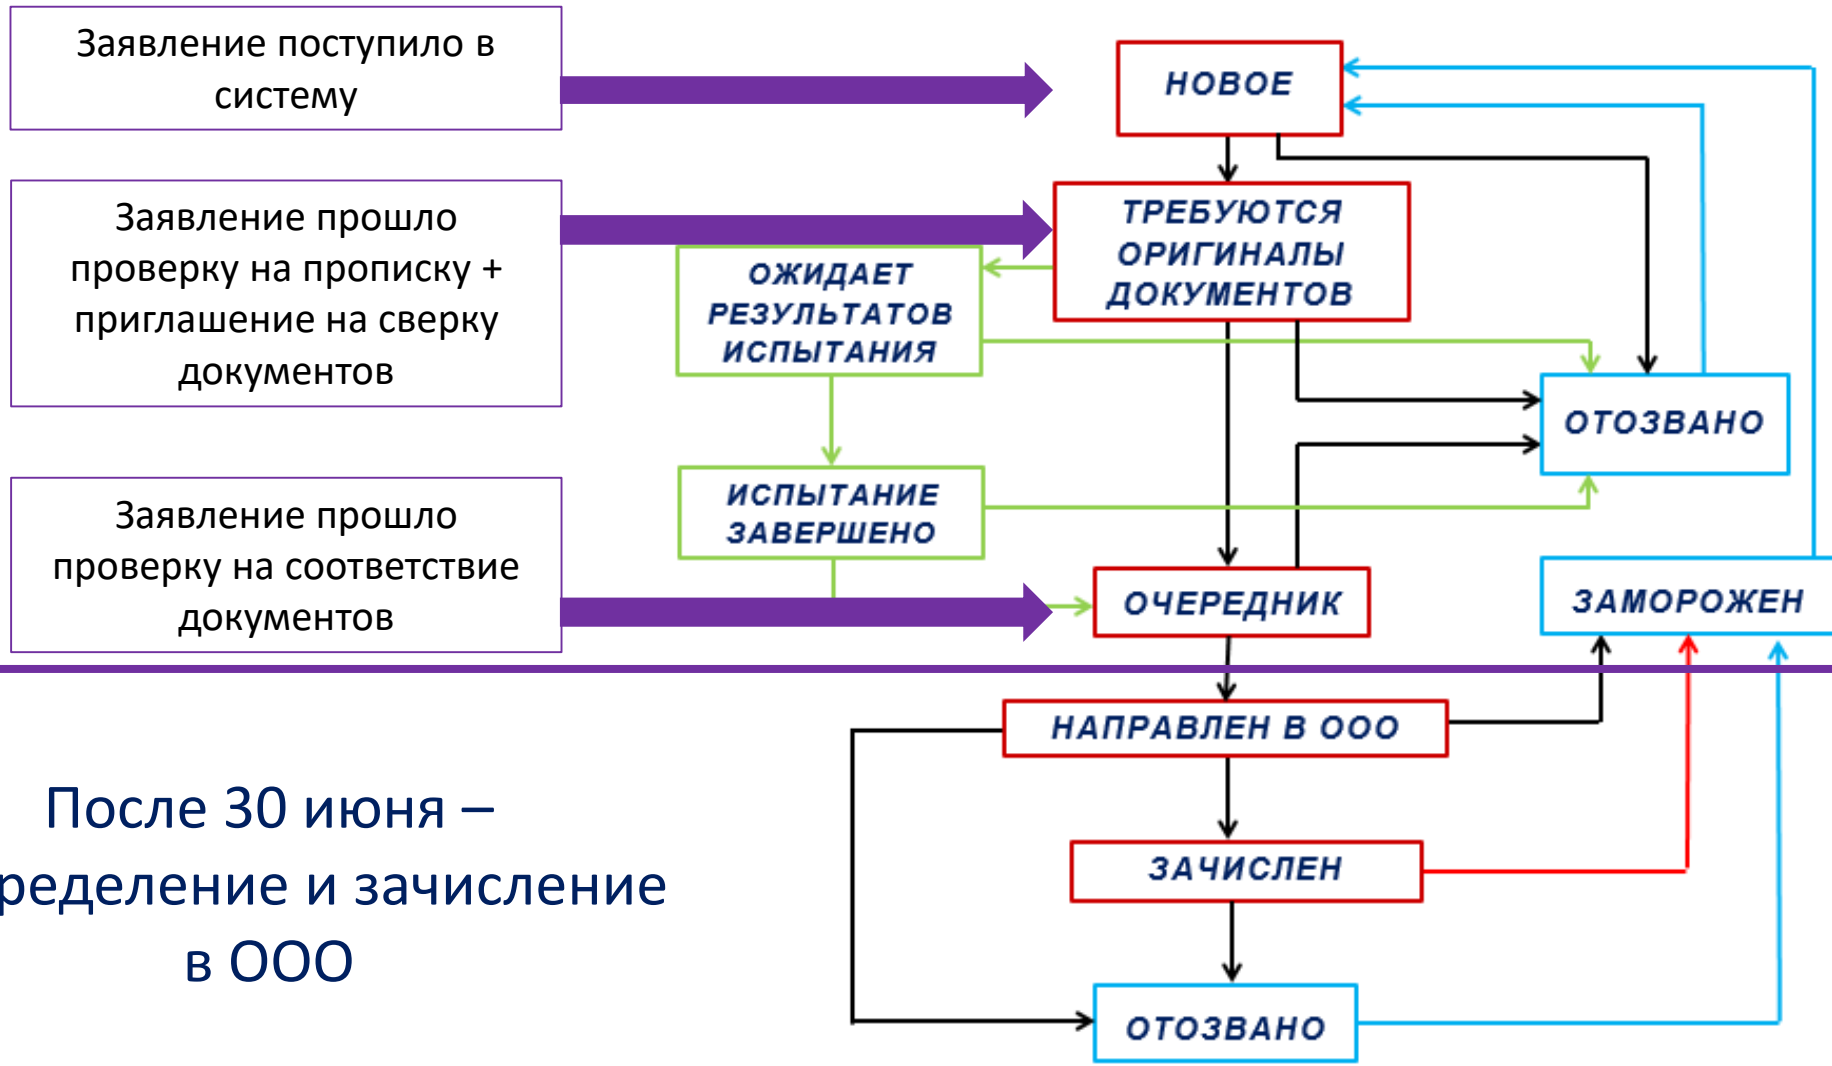 Заявление поступило в
систему
НОВОЕ
Заявление прошло
проверку на прописку +
приглашение на сверку
документов
ТРЕБУЮТСЯ
ОРИГИНАЛЫ
ДОКУМЕНТОВ
ОЖИДАЕТ
РЕЗУЛЬТАТОВ
ИСПЫТАНИЯ
ОТОЗВАНО
ИСПЫТАНИЕ
ЗАВЕРШЕНО
Заявление прошло
проверку на соответствие
документов
ОЧЕРЕДНИК
ЗАМОРОЖЕН
НАПРАВЛЕН В ООО
После 30 июня –
ределение и зачисление
в ООО
ЗАЧИСЛЕН
ОТОЗВАНО